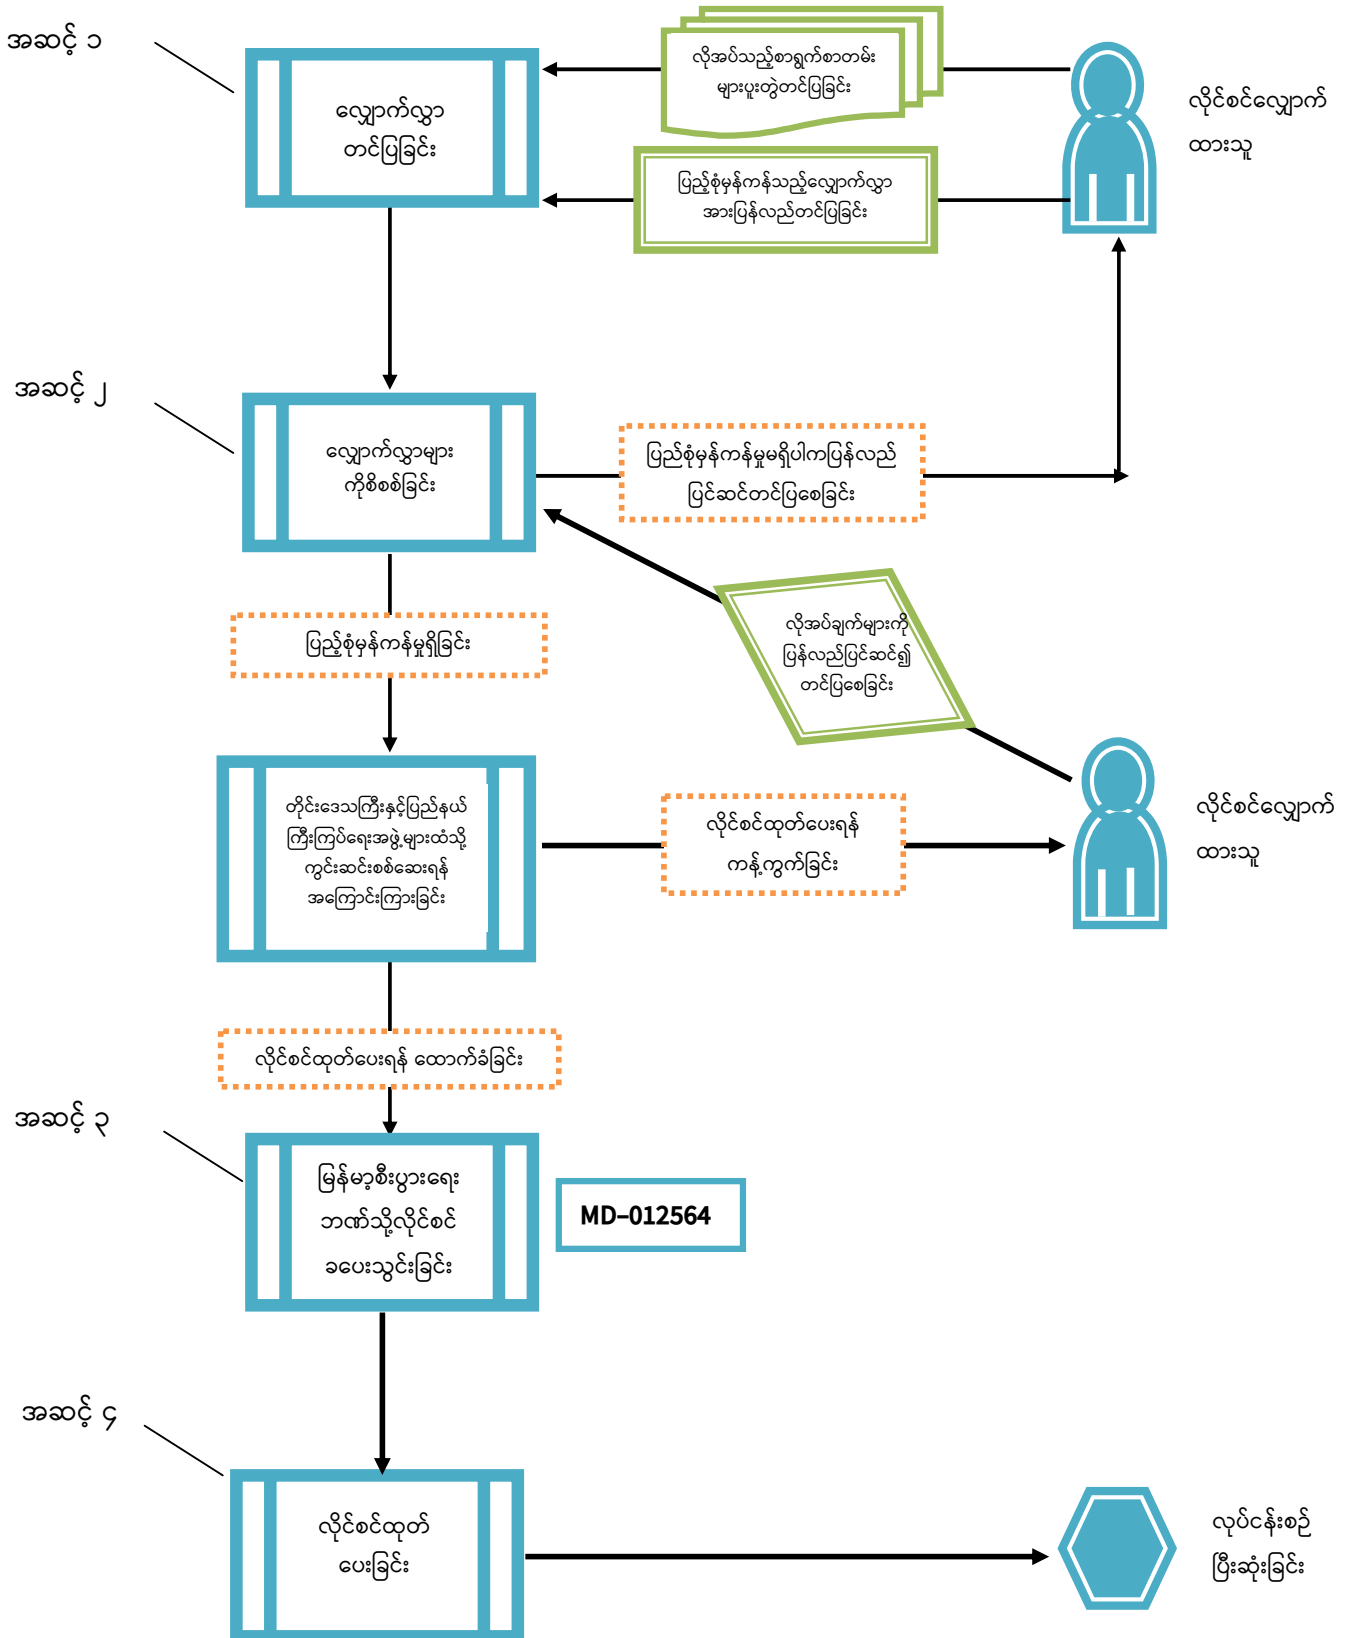 အဆင့် ၁
လျှောက်လွှာ
တင်ပြခြင်း
လိုအပ်သည့်စာရွက်စာတမ်း
များပူးတွဲတင်ပြခြင်း
ပြည့်စုံမှန်ကန်သည့်လျှောက်လွှာ
အားပြန်လည်တင်ပြခြင်း
လိုင်စင်လျှောက်
ထားသူ
အဆင့် ၂
လျှောက်လွှာများ
ကိုစိစစ်ခြင်း
ပြည်စုံမှန်ကန်မှုမရှိပါကပြန်လည်
ပြင်ဆင်တင်ပြစေခြင်း
ပြည့်စုံမှန်ကန်မှုရှိခြင်း
လိုအပ်ချက်များကို
ပြန်လည်ပြင်ဆင်၍
တင်ပြစေခြင်း
တိုင်းဒေသကြီးနှင့်ပြည်နယ်
ကြီးကြပ်ရေးအဖွဲ့များထံသို့
ကွင်းဆင်းစစ်ဆေးရန်
အကြောင်းကြားခြင်း
လိုင်စင်ထုတ်ပေးရန်
ကန့်ကွက်ခြင်း
လိုင်စင်လျှောက်
ထားသူ
လိုင်စင်ထုတ်ပေးရန် ထောက်ခံခြင်း
အဆင့် ၃
မြန်မာ့စီးပွားရေး
ဘဏ်သို့လိုင်စင်
ခပေးသွင်းခြင်း
MD–012564
အဆင့် ၄
လိုင်စင်ထုတ်
ပေးခြင်း
လုပ်ငန်းစဉ်
ပြီးဆုံးခြင်း